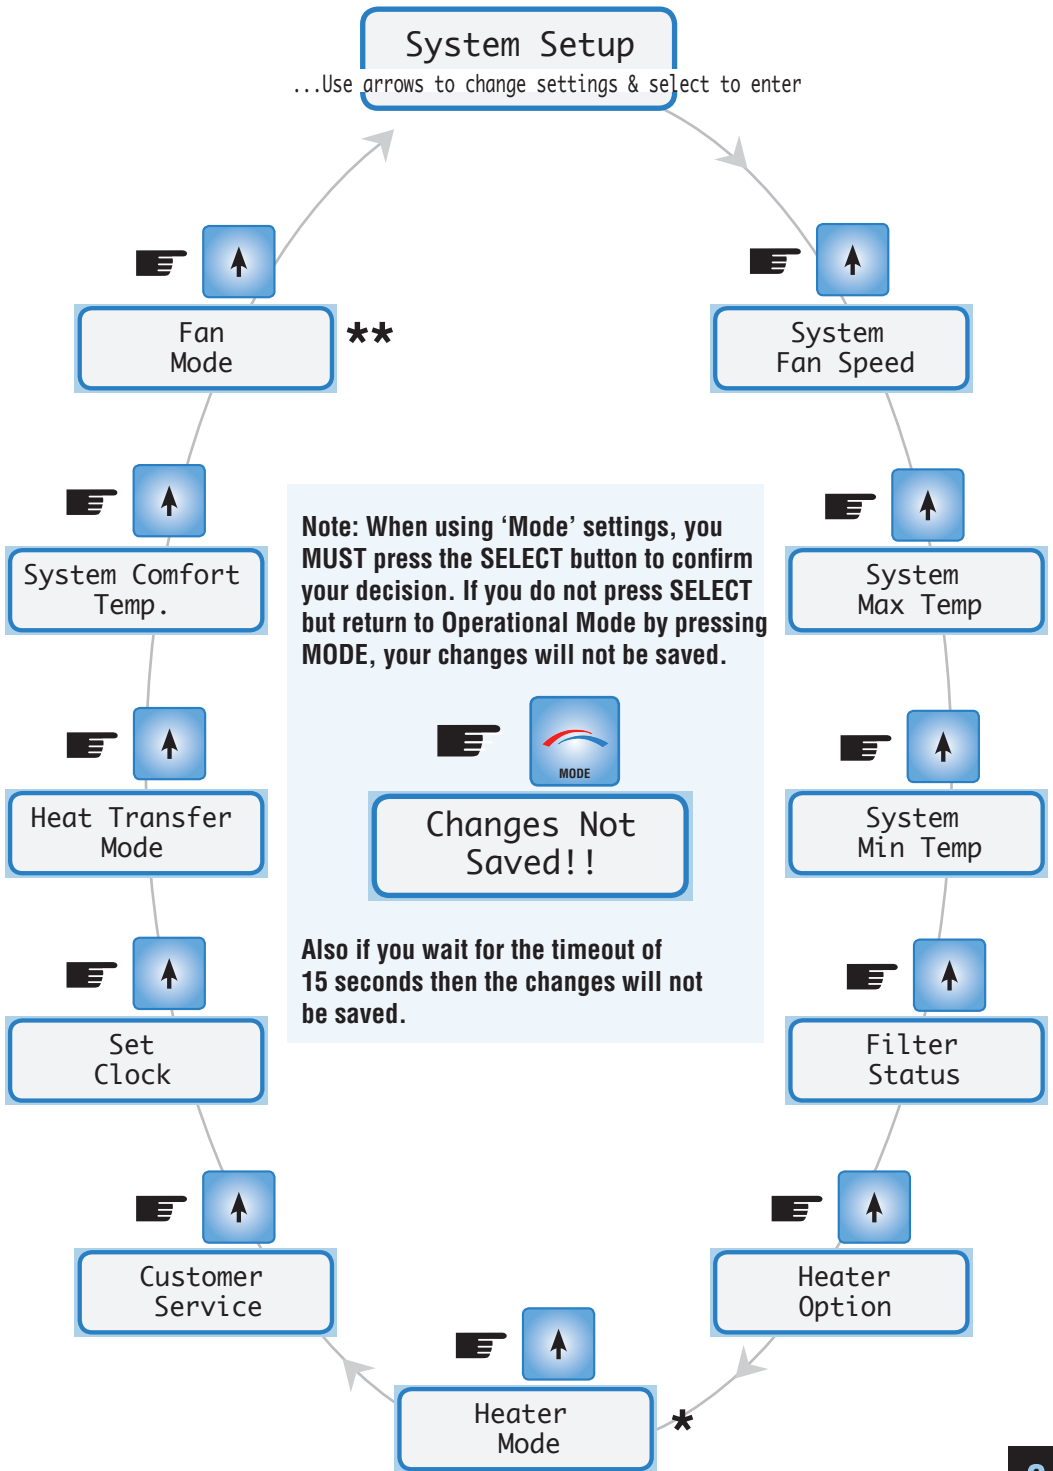 System Setup
...Use arrows to change settings & select to enter
Fan
Mode
**
System
Fan Speed
System Comfort
Temp.
System
Max Temp
Note: When using ‘Mode’ settings, you
MUST press the SELECT button to confirm
your decision. If you do not press SELECT
but return to Operational Mode by pressing
MODE, your changes will not be saved.
MODE
Changes Not
Saved!!
Also if you wait for the timeout of
15 seconds then the changes will not
be saved.
Heat Transfer
Mode
System
Min Temp
Set
Clock
Filter
Status
Customer
Service
Heater
Option
Heater
Mode
*